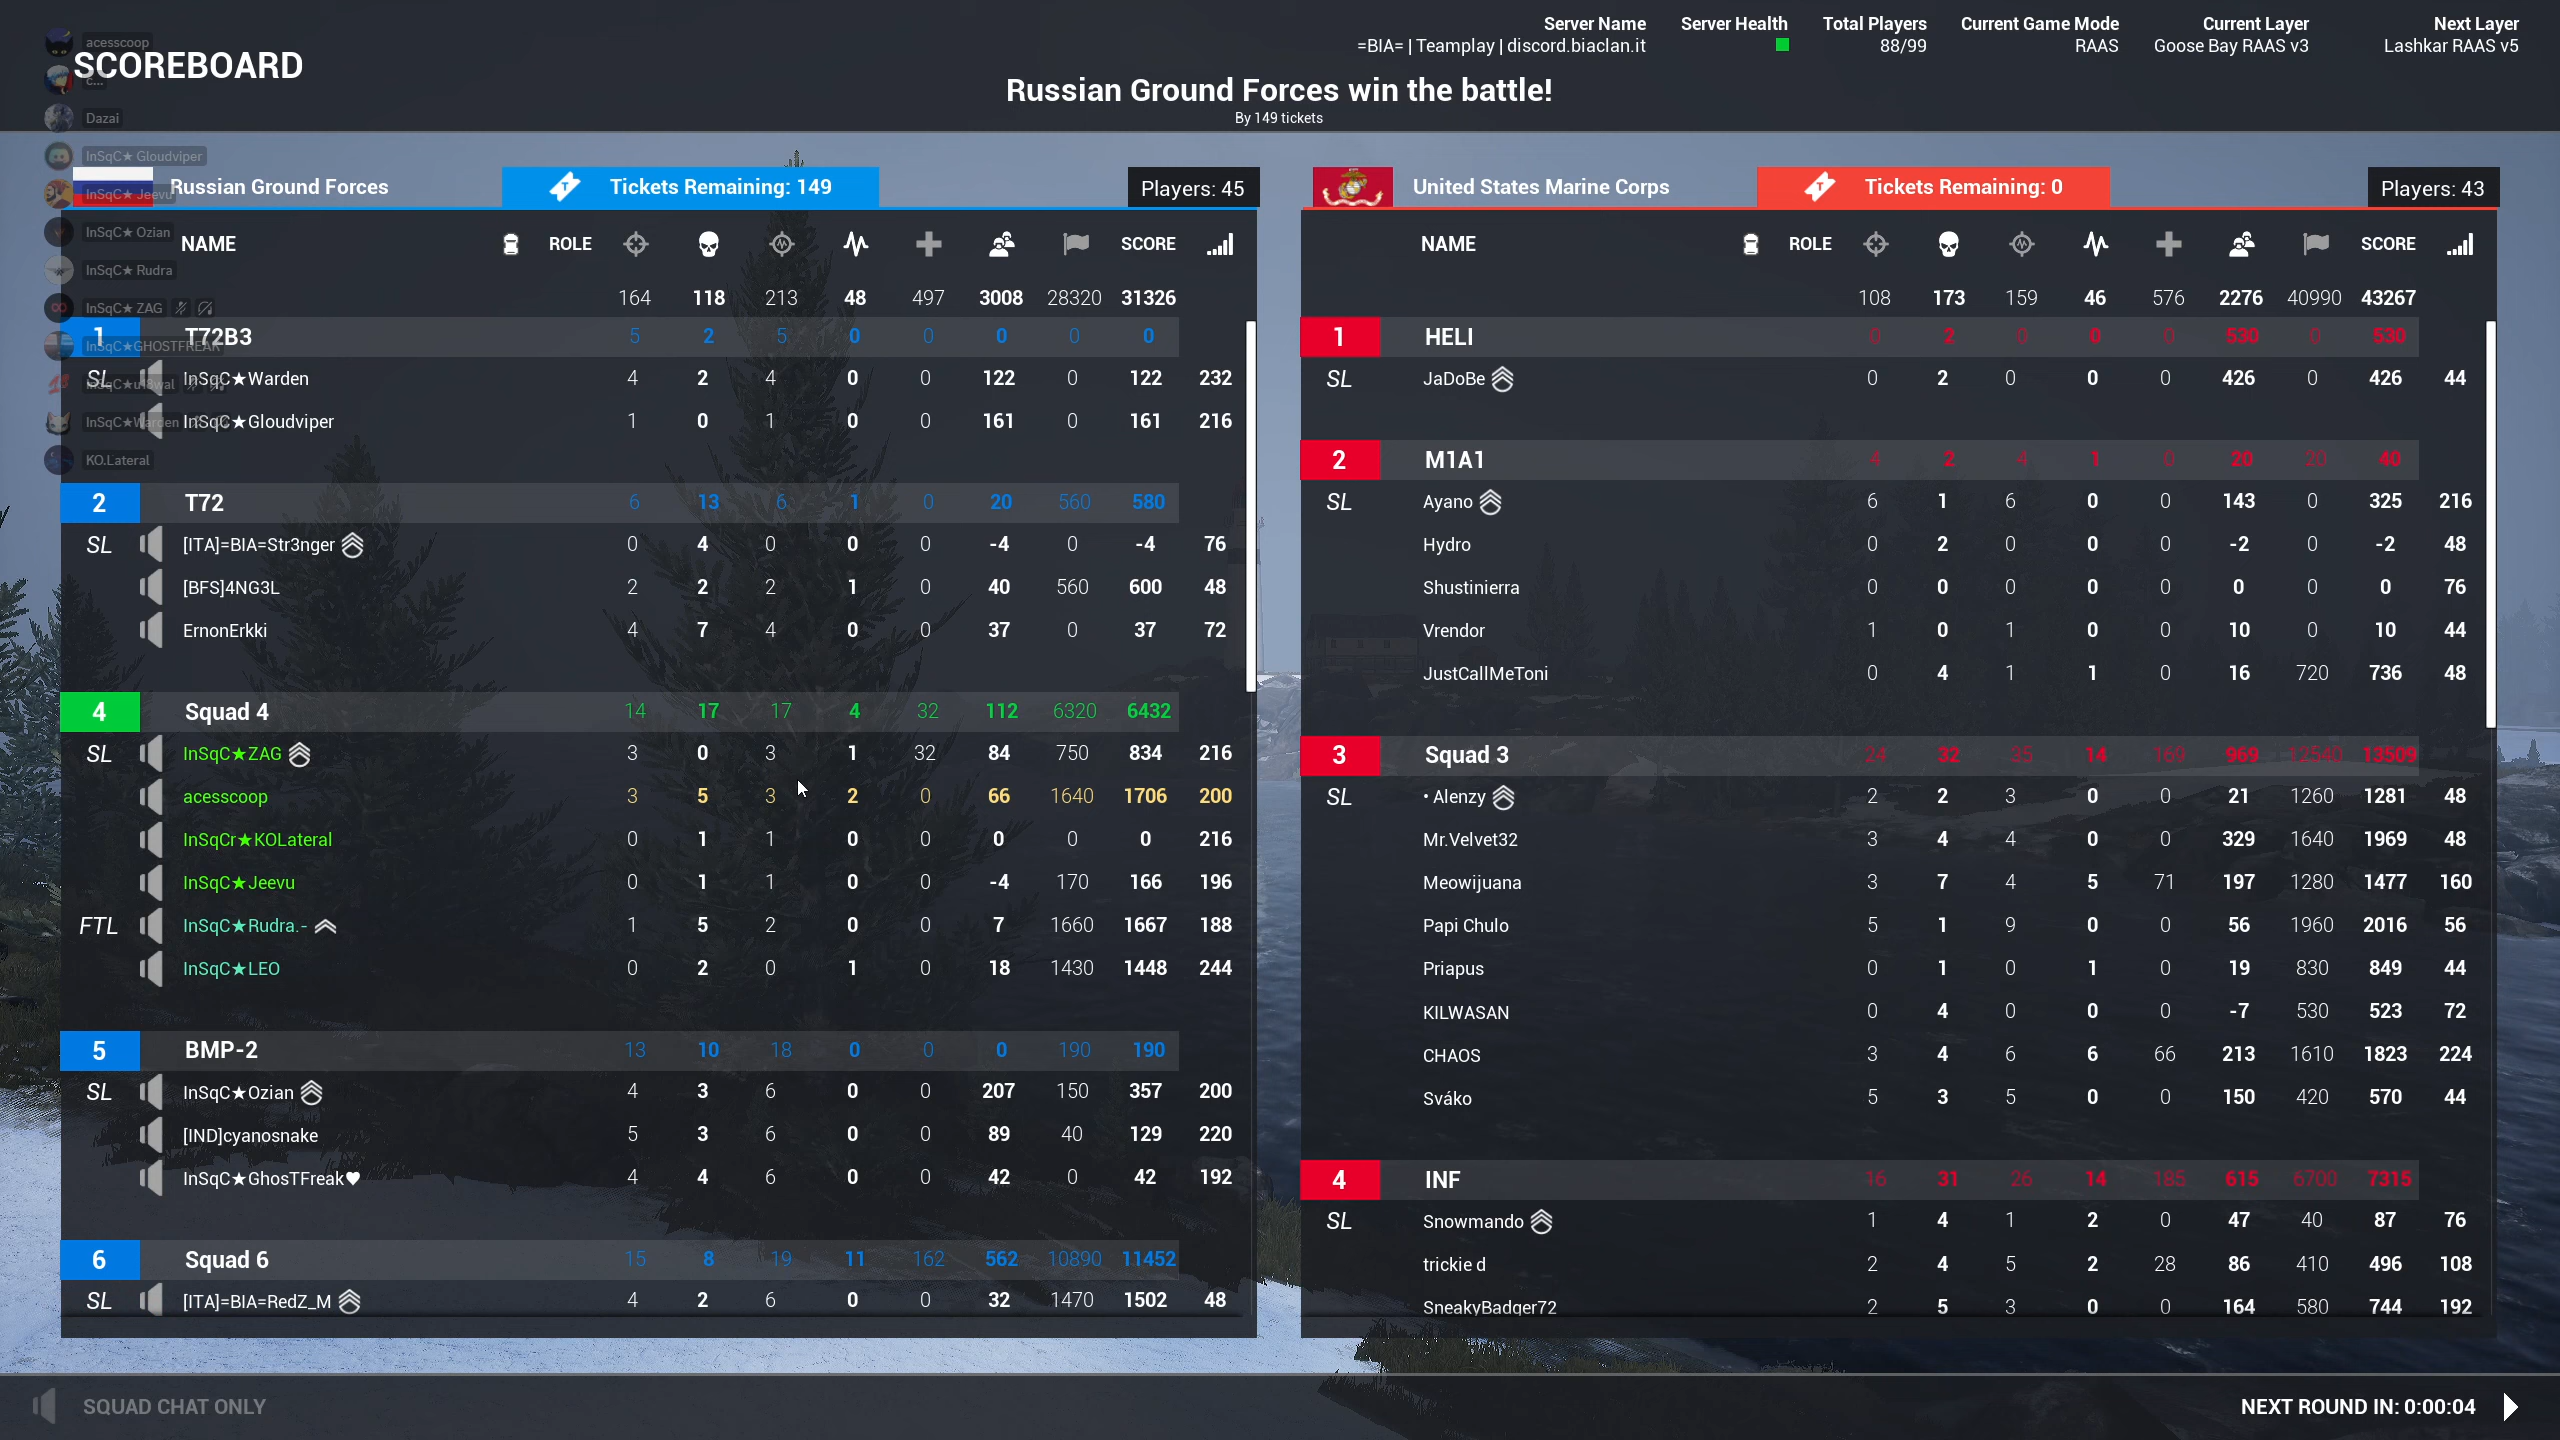 SCOREBOARD
Server Name Server Health Total Players Current Game Mode Current Layer Next Layer
=BIA= | Teamplay | discord.biaclan.it 88/99 RAAS Goose Bay RAAS v3 Lashkar RAAS v5
Russian Ground Forces win the battle!
By 149 tickets
acesscoop
c...
Dazai
InSqC★ Gloudviper
InSqC★ Jeevu
InSqC★ Ozian
InSqC★ Rudra
InSqC★ ZAG
InSqC★GHOSTFREAK
InSqC★Warden
KO.Lateral
Russian Ground Forces Tickets Remaining: 149 Players: 45
NAME ROLE SCORE
164 118 213 48 497 3008 28320 31326
1 T72B3 5 2 5 0 0 0 0 0
SL InSqC★Warden 4 2 4 0 0 122 0 122 232
InSqC★Gloudviper 1 0 1 0 0 161 0 161 216
2 T72 6 13 6 1 0 20 560 580
SL [ITA]=BIA=Str3nger 0 4 0 0 0 -4 0 -4 76
[BFS]4NG3L 2 2 2 1 0 40 560 600 48
ErnonErkki 4 7 4 0 0 37 0 37 72
4 Squad 4 14 17 17 4 32 112 6320 6432
SL InSqC★ZAG 3 0 3 1 32 84 750 834 216
acesscoop 3 5 3 2 0 66 1640 1706 200
InSqCr★KOLateral 0 1 1 0 0 0 0 0 216
InSqC★Jeevu 0 1 1 0 0 -4 170 166 196
FTL InSqC★Rudra.- 1 5 2 0 0 7 1660 1667 188
InSqC★LEO 0 2 0 1 0 18 1430 1448 244
5 BMP-2 13 10 18 0 0 0 190 190
SL InSqC★Ozian 4 3 6 0 0 207 150 357 200
[IND]cyanosnake 5 3 6 0 0 89 40 129 220
InSqC★GhosTFreak♥ 4 4 6 0 0 42 0 42 192
6 Squad 6 15 8 19 11 162 562 10890 11452
SL [ITA]=BIA=RedZ_M 4 2 6 0 0 32 1470 1502 48
United States Marine Corps Tickets Remaining: 0 Players: 43
NAME ROLE SCORE
108 173 159 46 576 2276 40990 43267
1 HELI 0 2 0 0 0 530 0 530
SL JaDoBe 0 2 0 0 0 426 0 426 44
2 M1A1 4 2 4 1 0 20 20 40
SL Ayano 6 1 6 0 0 143 0 325 216
Hydro 0 2 0 0 0 -2 0 -2 48
Shustinierra 0 0 0 0 0 0 0 0 76
Vrendor 1 0 1 0 0 10 0 10 44
JustCallMeToni 0 4 1 1 0 16 720 736 48
3 Squad 3 24 32 35 14 169 969 12540 13509
SL • Alenzy 2 2 3 0 0 21 1260 1281 48
Mr.Velvet32 3 4 4 0 0 329 1640 1969 48
Meowijuana 3 7 4 5 71 197 1280 1477 160
Papi Chulo 5 1 9 0 0 56 1960 2016 56
Priapus 0 1 0 1 0 19 830 849 44
KILWASAN 0 4 0 0 0 -7 530 523 72
CHAOS 3 4 6 6 66 213 1610 1823 224
Sváko 5 3 5 0 0 150 420 570 44
4 INF 16 31 26 14 185 615 6700 7315
SL Snowmando 1 4 1 2 0 47 40 87 76
trickie d 2 4 5 2 28 86 410 496 108
SneakyBadger72 2 5 3 0 0 164 580 744 192
SQUAD CHAT ONLY
NEXT ROUND IN: 0:00:04